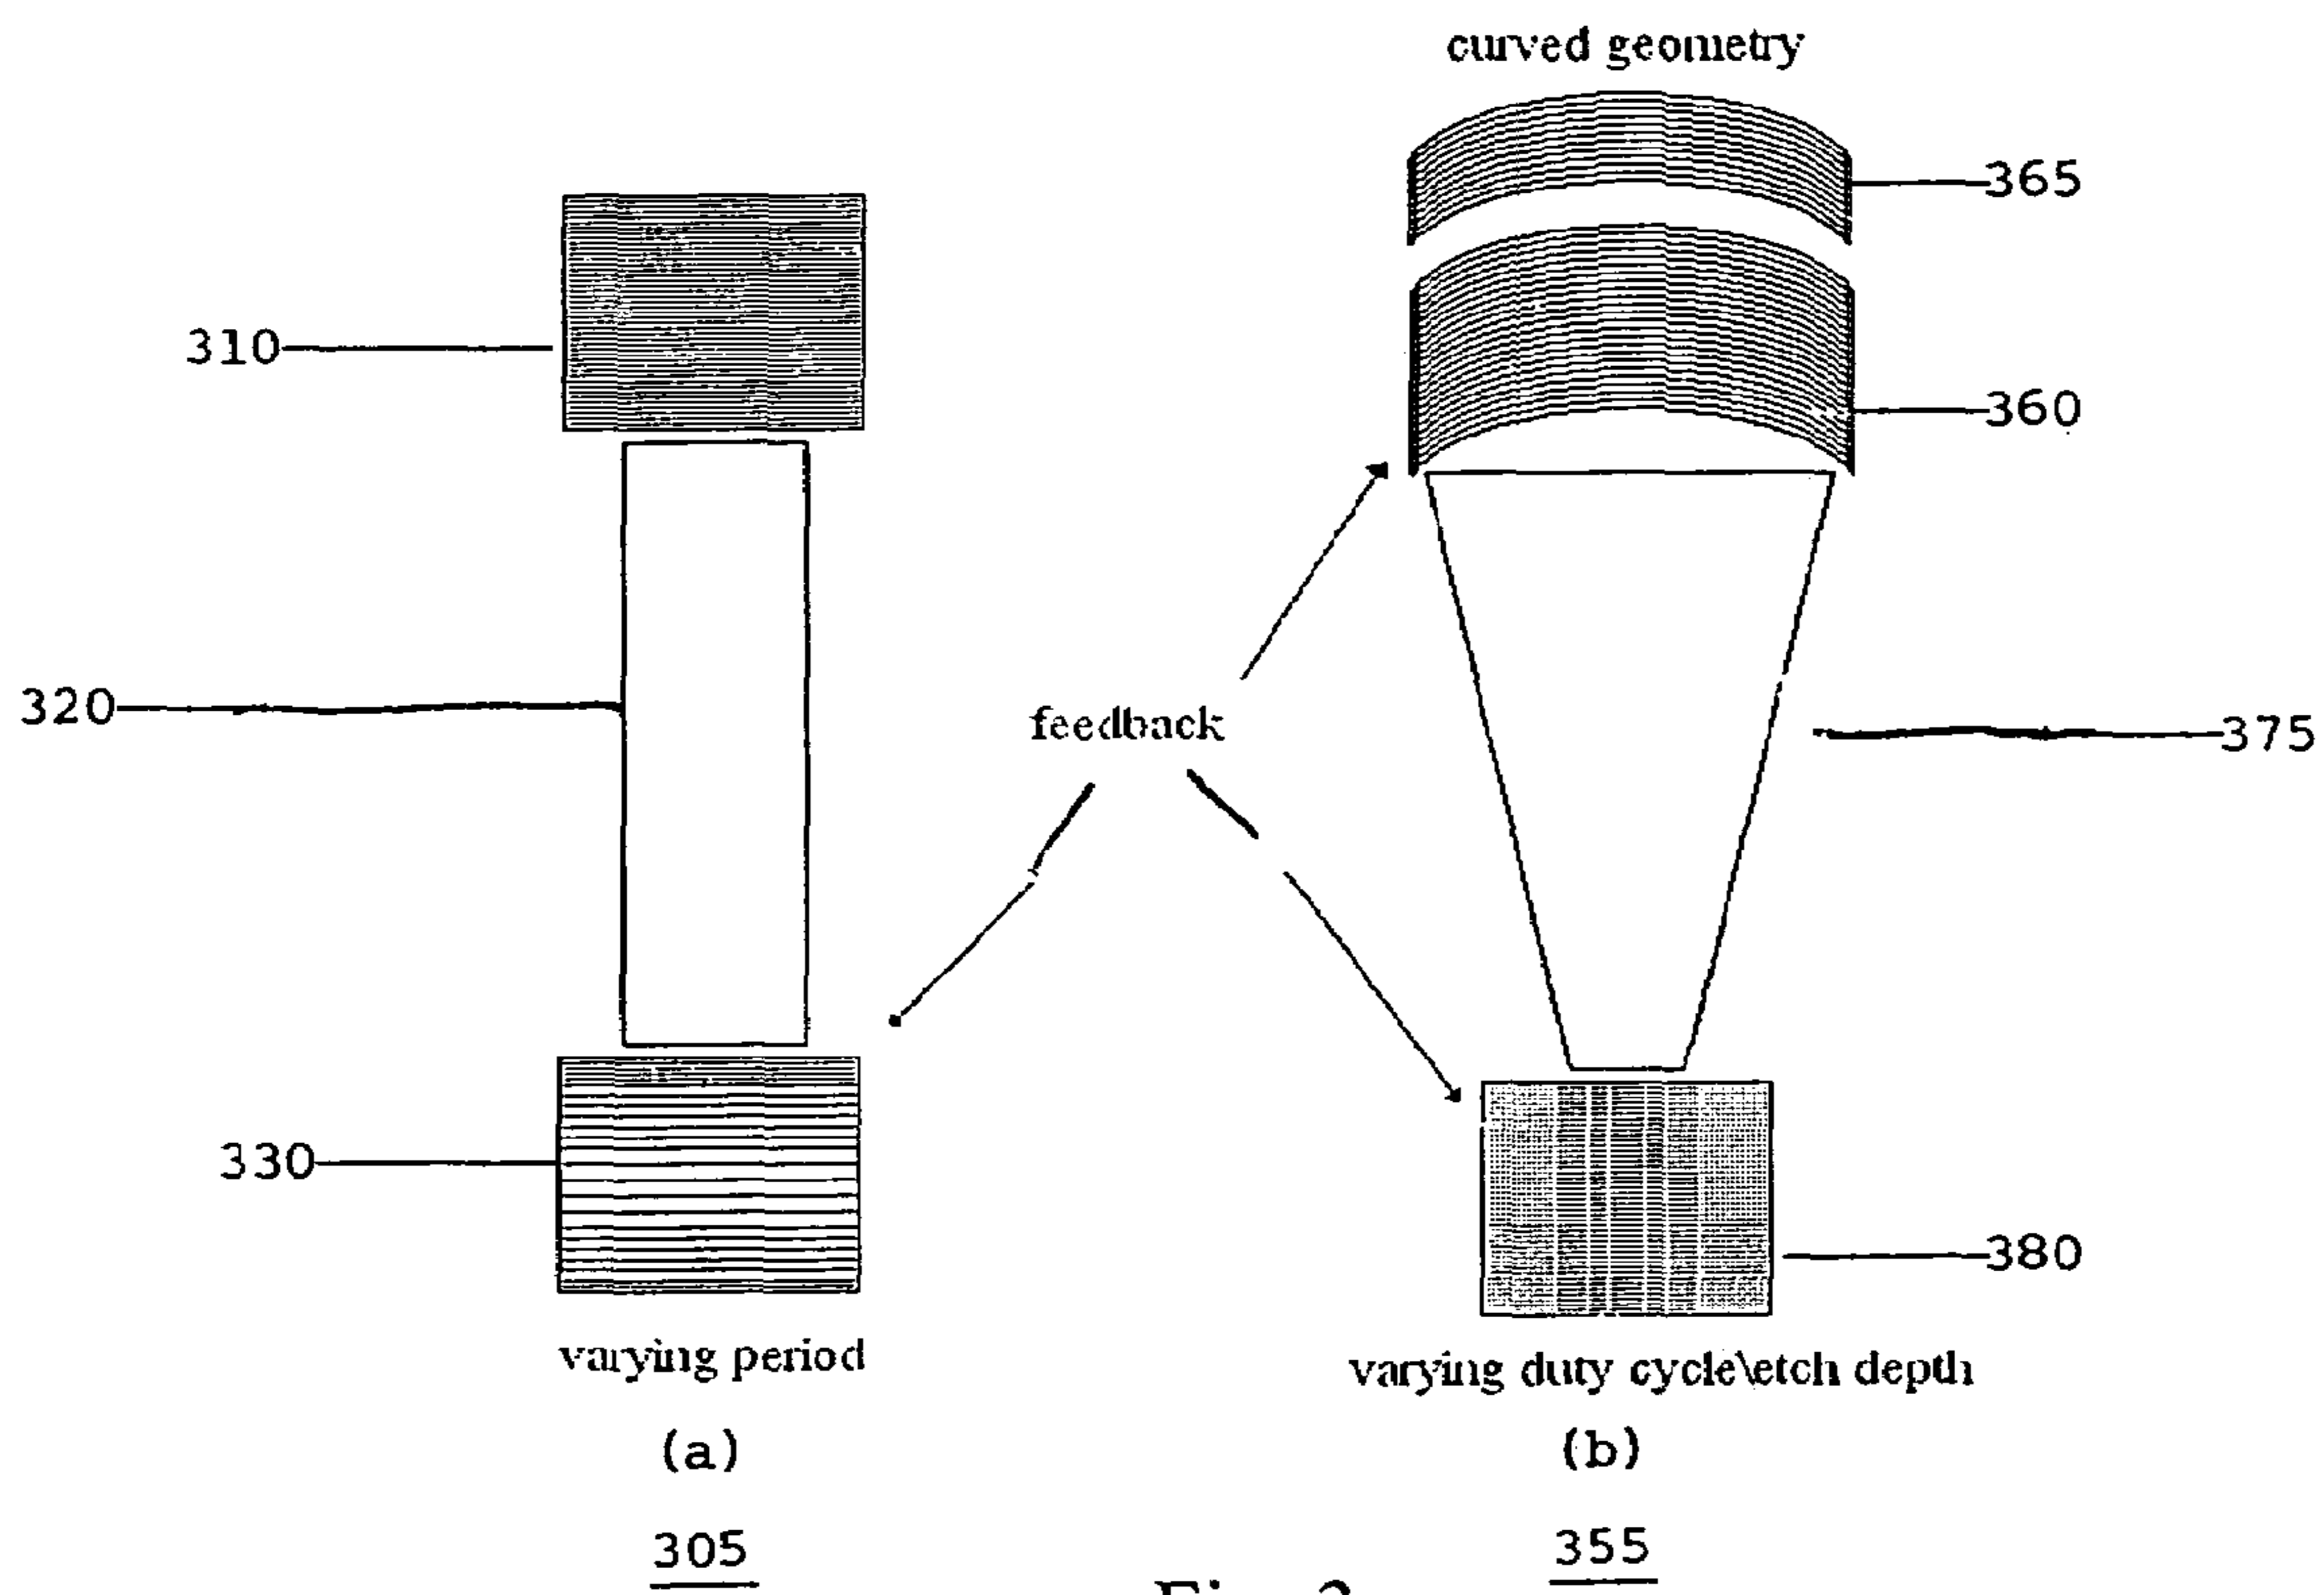 curved geometry
365
310
360
320
feedback
375
330
380
varying period
varying duty cycle\etch depth
(a)
(b)
305
355